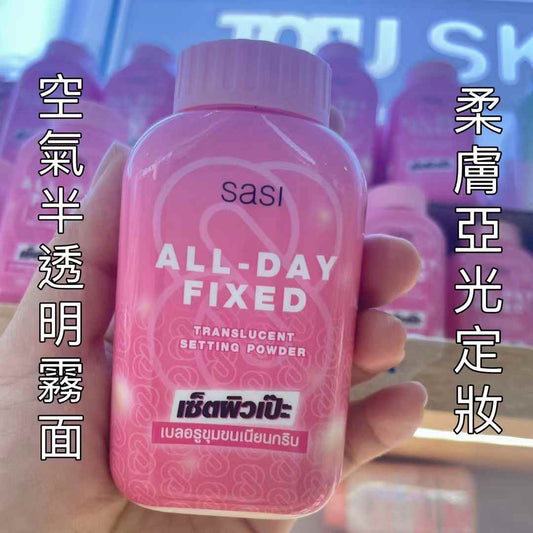 TOFU SK
空氣半透明霧面
柔膚亞光定妝
sasi
ALL-DAY
FIXED
TRANSLUCENT
SETTING POWDER
เซ็ตผิวเป๊ะ
เบลอรูขุมขนเนียนกริบ